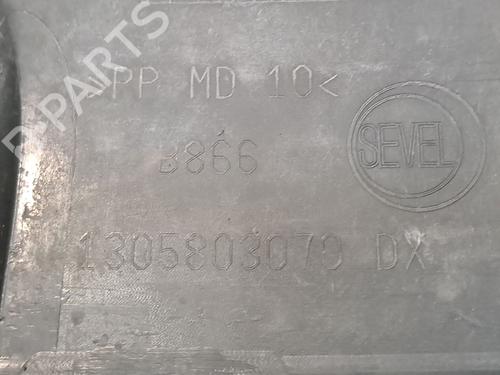 D-PARTS
>PP MD 10<
B866
SEVEL
1305803070 DX